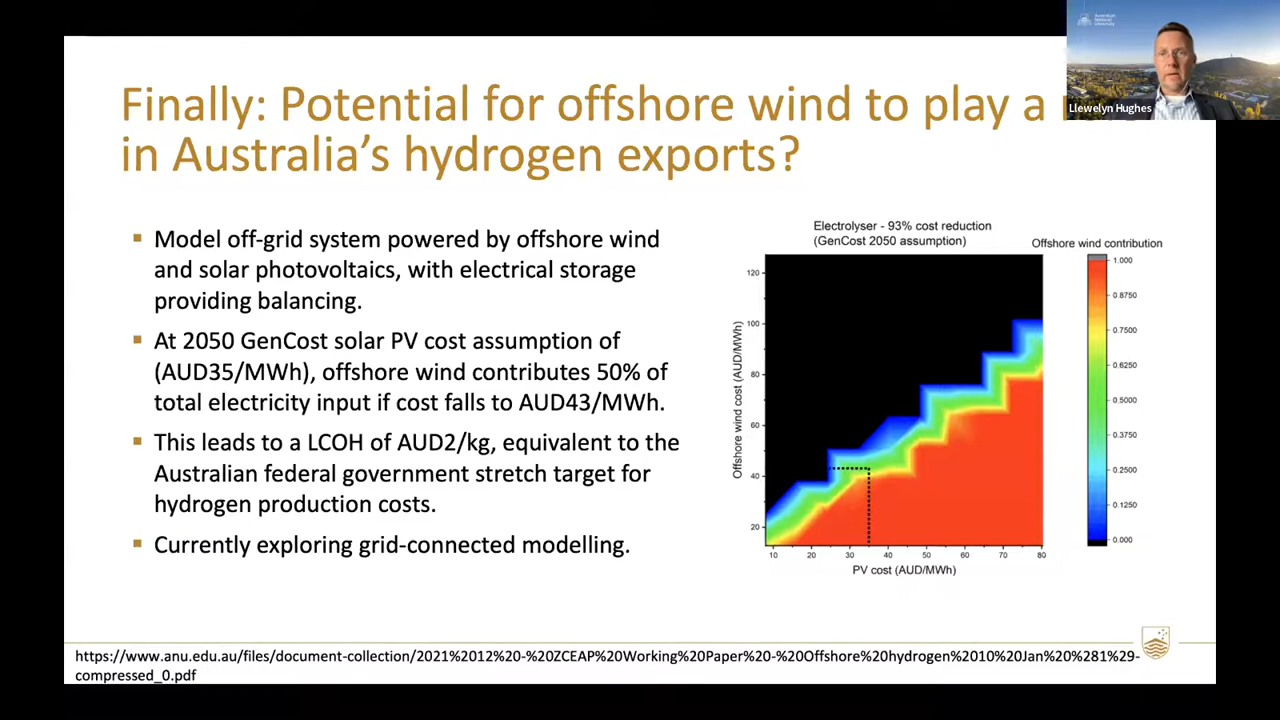 Finally: Potential for offshore wind to play a
in Australia's hydrogen exports?
Australian
National
University
Llewelyn Hughes
▪ Model off-grid system powered by offshore wind
and solar photovoltaics, with electrical storage
providing balancing.
▪ At 2050 GenCost solar PV cost assumption of
(AUD35/MWh), offshore wind contributes 50% of
total electricity input if cost falls to AUD43/MWh.
▪ This leads to a LCOH of AUD2/kg, equivalent to the
Australian federal government stretch target for
hydrogen production costs.
▪ Currently exploring grid-connected modelling.
Electrolyser - 93% cost reduction
(GenCost 2050 assumption)
Offshore wind contribution
Offshore wind cost (AUD/MWh)
120
100
80
60
40
20
10 20 30 40 50 60 70 80
PV cost (AUD/MWh)
1.000
0.8750
0.7500
0.6250
0.5000
0.3750
0.2500
0.1250
0.000
https://www.anu.edu.au/files/document-collection/2021%2012%20-%20ZCEAP%20Working%20Paper%20-%20Offshore%20hydrogen%2010%20Jan%20%281%29-
compressed_0.pdf